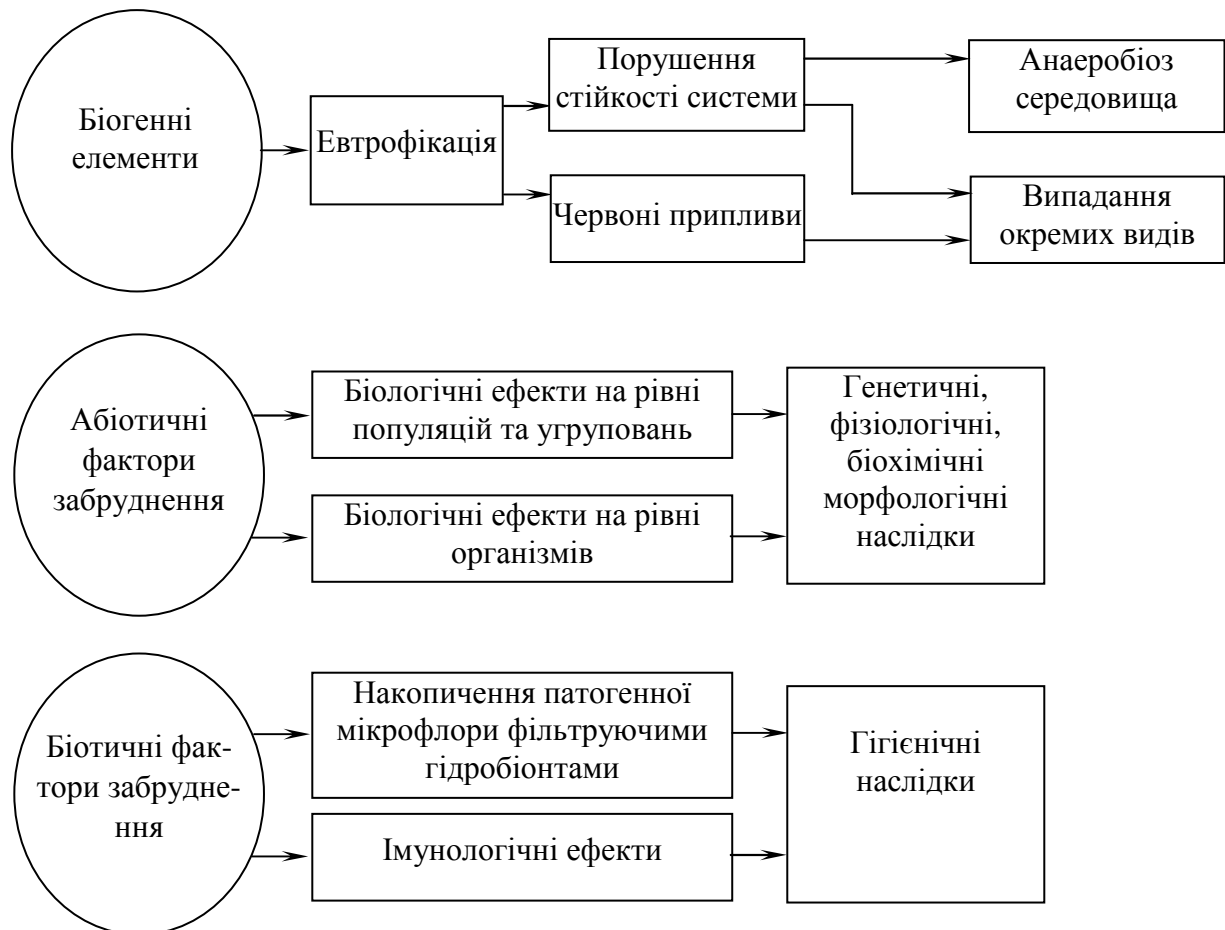 Біогенні
елементи
Евтрофікація
Порушення
стійкості системи
Червоні припливи
Анаеробіоз
середовища
Випадання
окремих видів
Абіотичні
фактори
забруднення
Біологічні ефекти на рівні
популяцій та угруповань
Біологічні ефекти на рівні
організмів
Генетичні,
фізіологічні,
біохімічні
морфологічні
наслідки
Біотичні фак-
тори забрудне-
ння
Накопичення патогенної
мікрофлори фільтруючими
гідробіонтами
Імунологічні ефекти
Гігієнічні
наслідки